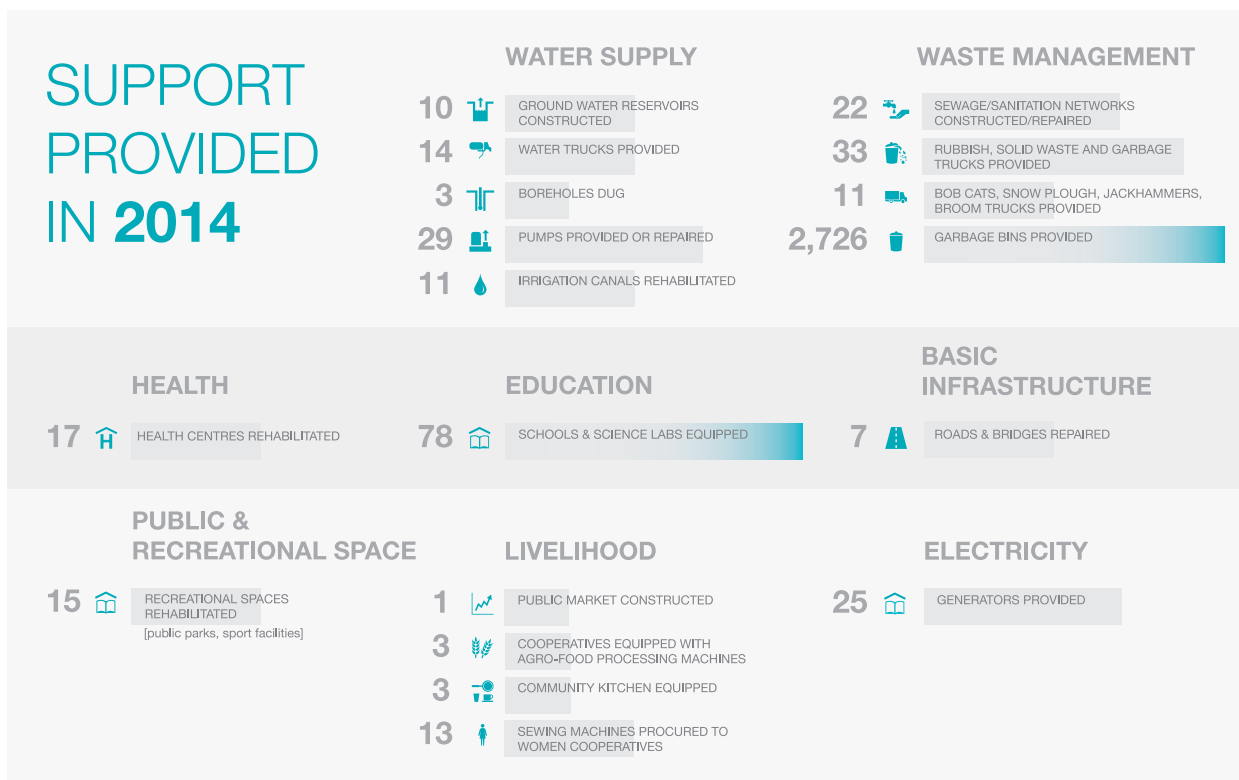 SUPPORT
PROVIDED
IN 2014
WATER SUPPLY
10 GROUND WATER RESERVOIRS
CONSTRUCTED
14 WATER TRUCKS PROVIDED
3 BOREHOLES DUG
29 PUMPS PROVIDED OR REPAIRED
11 IRRIGATION CANALS REHABILITATED
WASTE MANAGEMENT
22 SEWAGE/SANITATION NETWORKS
CONSTRUCTED/REPAIRED
33 RUBBISH, SOLID WASTE AND GARBAGE
TRUCKS PROVIDED
11 BOB CATS, SNOW PLOUGH, JACKHAMMERS,
BROOM TRUCKS PROVIDED
2,726 GARBAGE BINS PROVIDED
HEALTH
17 H HEALTH CENTRES REHABILITATED
EDUCATION
78 SCHOOLS & SCIENCE LABS EQUIPPED
BASIC
INFRASTRUCTURE
7 ROADS & BRIDGES REPAIRED
PUBLIC &
RECREATIONAL SPACE
15 RECREATIONAL SPACES
REHABILITATED
[public parks, sport facilities]
LIVELIHOOD
1 PUBLIC MARKET CONSTRUCTED
3 COOPERATIVES EQUIPPED WITH
AGRO-FOOD PROCESSING MACHINES
3 COMMUNITY KITCHEN EQUIPPED
13 SEWING MACHINES PROCURED TO
WOMEN COOPERATIVES
ELECTRICITY
25 GENERATORS PROVIDED